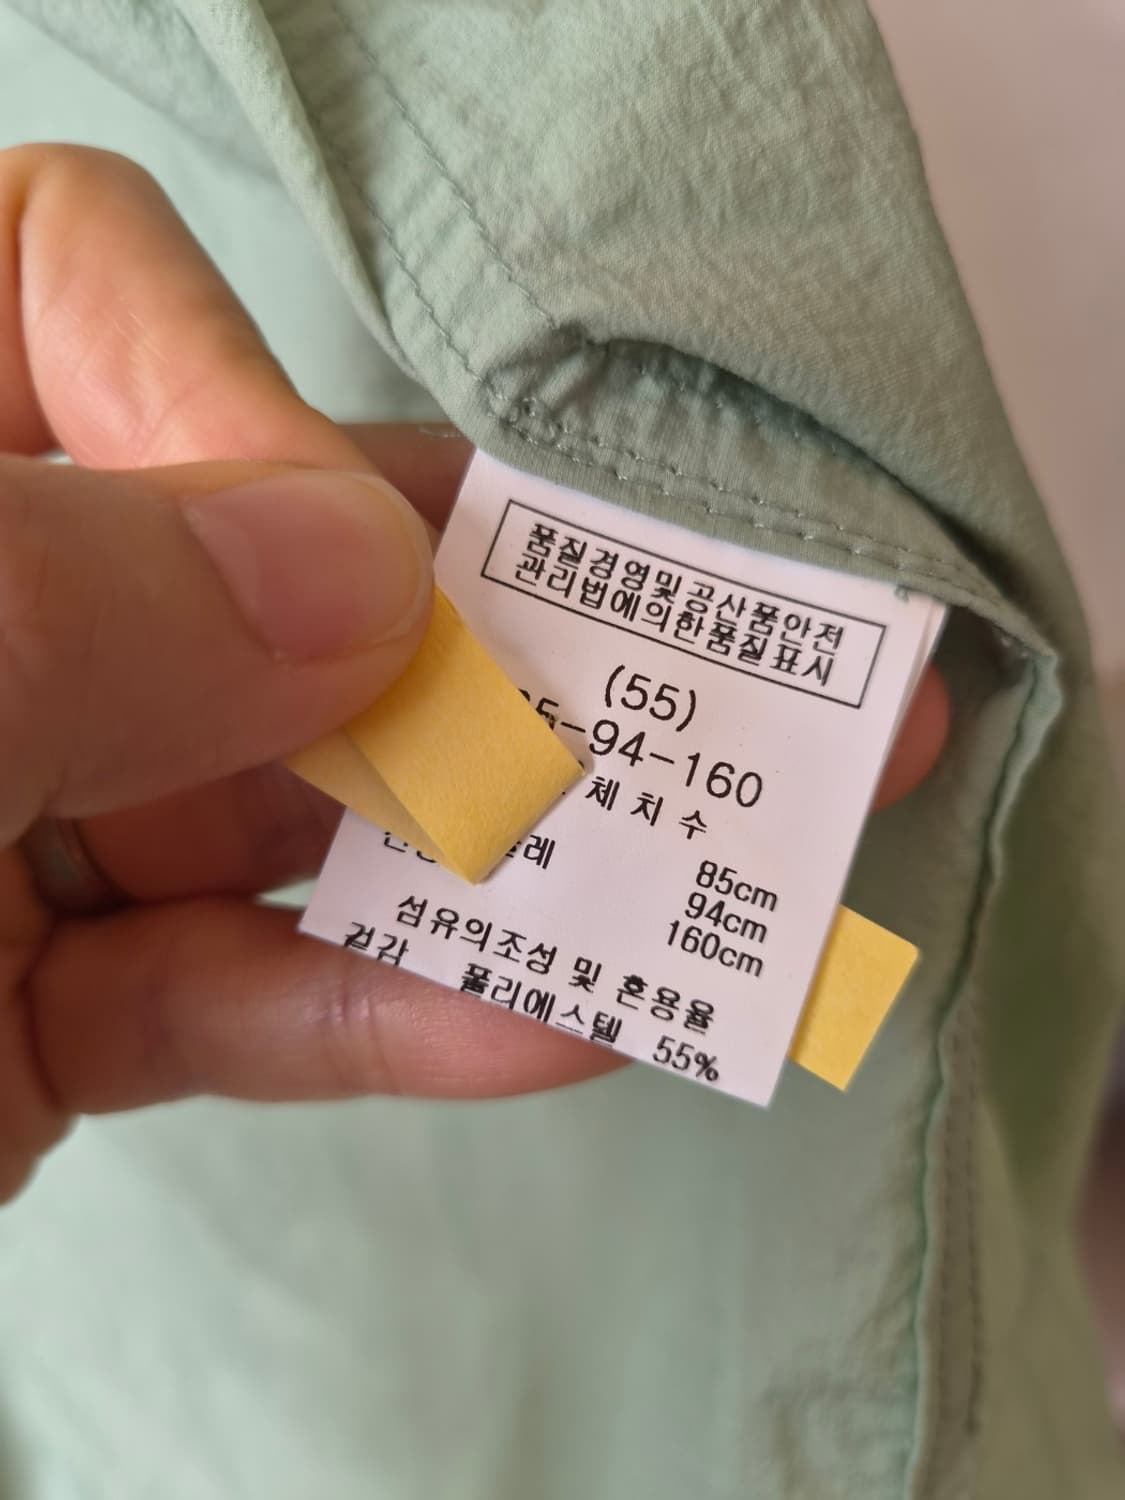 품질경영및공산품안전
관리법에의한품질표시
(55)
-94-160
체 치 수
레 85cm
94cm
160cm
섬유의조성 및 혼용율
겉감 폴리에스텔 55%